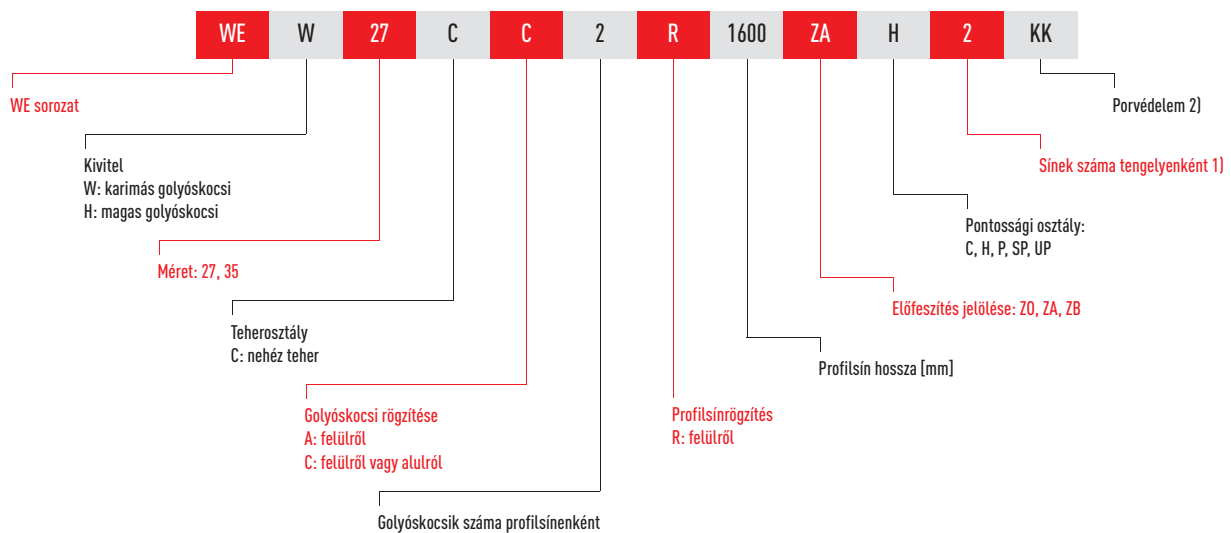 WE W 27 C C 2 R 1600 ZA H 2 KK
WE sorozat
Porvédelem 2)
Kivitel
W: karimás golyóskocsi
H: magas golyóskocsi
Sínek száma tengelyenként 1)
Pontossági osztály:
C, H, P, SP, UP
Méret: 27, 35
Előfeszítés jelölése: Z0, ZA, ZB
Teherosztály
C: nehéz teher
Profilsín hossza [mm]
Golyóskocsi rögzítése
A: felülről
C: felülről vagy alulról
Profilsínrögzítés
R: felülről
Golyóskocsik száma profilsínenként